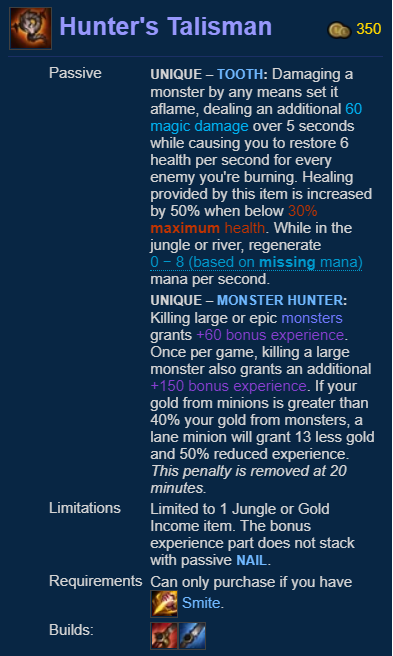 Hunter's Talisman
350
Passive
UNIQUE – TOOTH: Damaging a
monster by any means set it
aflame, dealing an additional 60
magic damage over 5 seconds
while causing you to restore 6
health per second for every
enemy you're burning. Healing
provided by this item is increased
by 50% when below 30%
maximum health. While in the
jungle or river, regenerate
0 − 8 (based on missing mana)
mana per second.
UNIQUE – MONSTER HUNTER:
Killing large or epic monsters
grants +60 bonus experience.
Once per game, killing a large
monster also grants an additional
+150 bonus experience. If your
gold from minions is greater than
40% your gold from monsters, a
lane minion will grant 13 less gold
and 50% reduced experience.
This penalty is removed at 20
minutes.
Limitations
Limited to 1 Jungle or Gold
Income item. The bonus
experience part does not stack
with passive NAIL.
Requirements
Can only purchase if you have
Smite.
Builds: